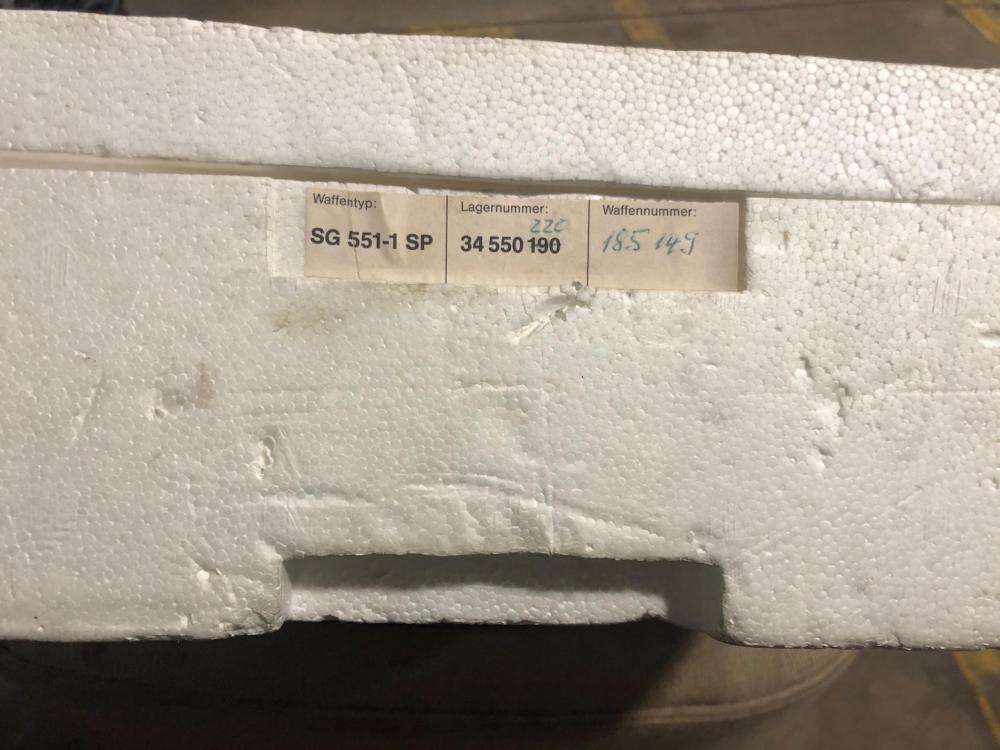 Waffentyp:
SG 551-1 SP
Lagernummer:
220
34 550 190
Waffennummer:
185 149